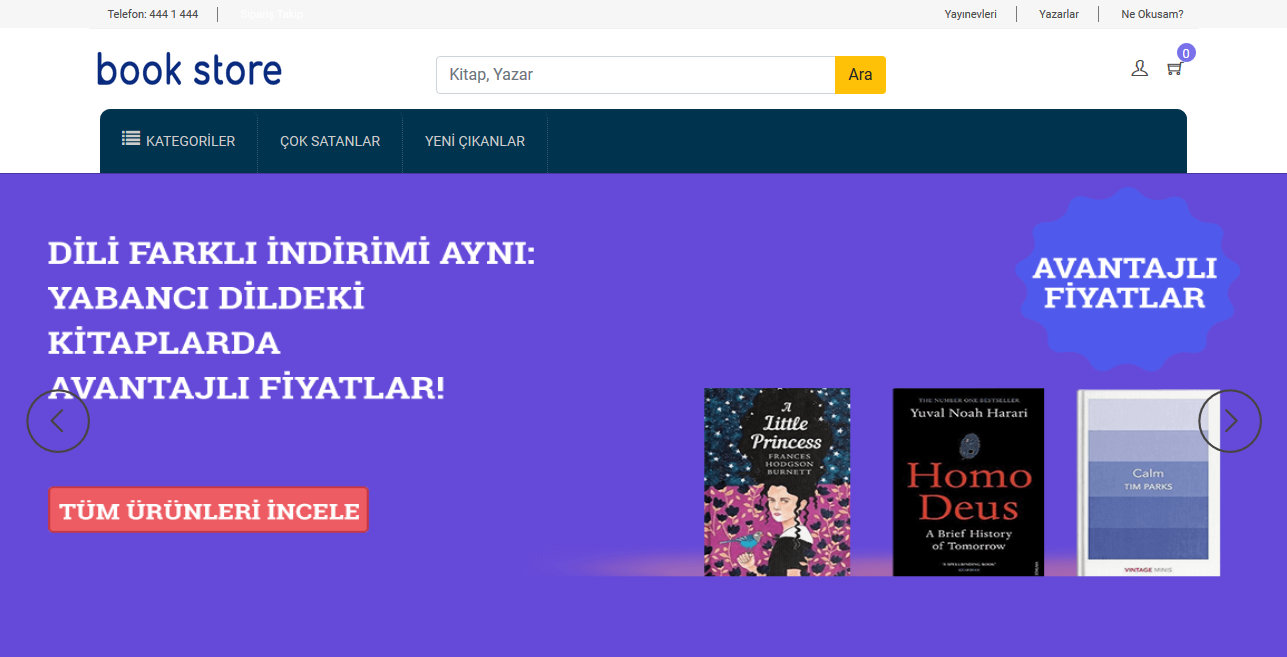 Telefon: 444 1 444
Sipariş Takip
Yayınevleri
Yazarlar
Ne Okusam?
book store
Kitap, Yazar
Ara
0
KATEGORİLER
ÇOK SATANLAR
YENİ ÇIKANLAR
DİLİ FARKLI İNDİRİMİ AYNI:
YABANCI DİLDEKİ
KİTAPLARDA
AVANTAJLI FİYATLAR!
AVANTAJLI
FİYATLAR
TÜM ÜRÜNLERİ İNCELE
A
Little
Princess
FRANCES
HODGSON
BURNETT
THE NUMBER ONE BESTSELLER
Yuval Noah Harari
Homo
Deus
A Brief History
of Tomorrow
Calm
TIM PARKS
VINTAGE MINIS